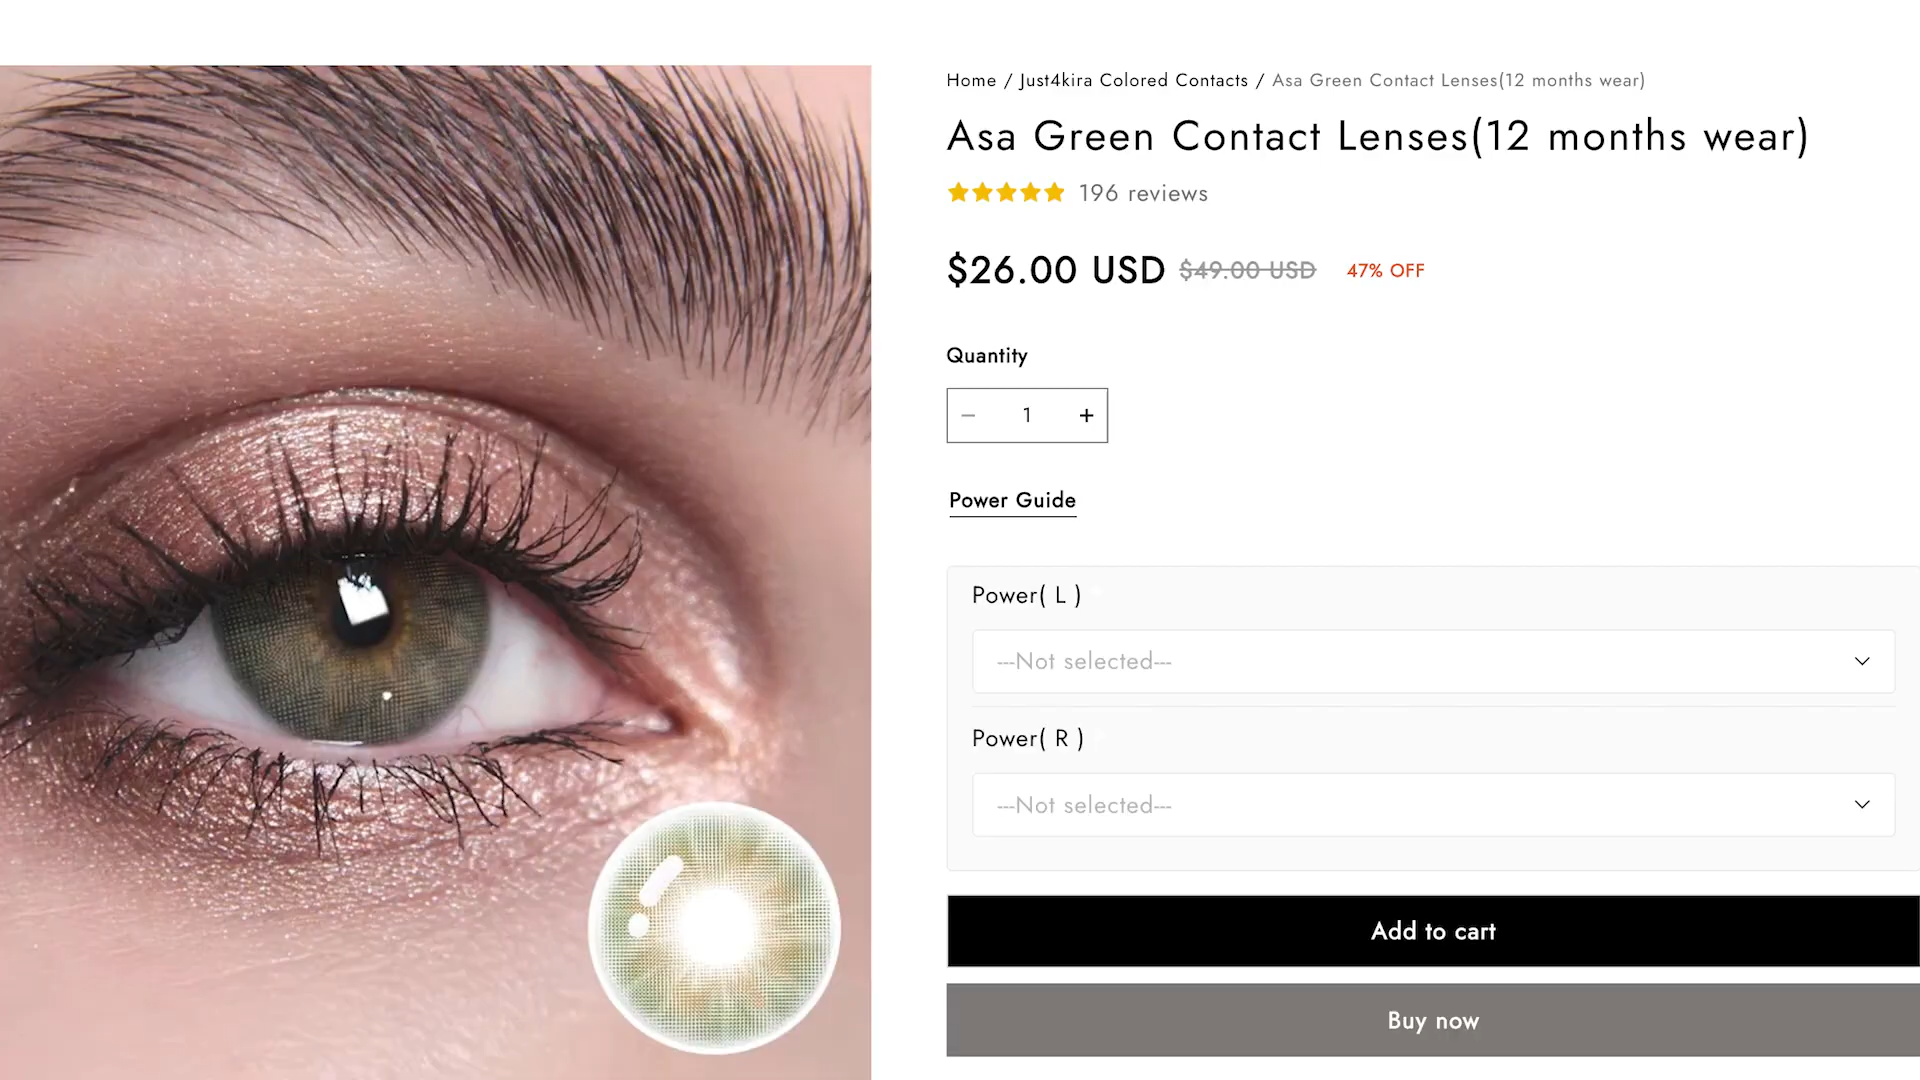 Home / Just4kira Colored Contacts / Asa Green Contact Lenses(12 months wear)
Asa Green Contact Lenses(12 months wear)
196 reviews
$26.00 USD $49.00 USD 47% OFF
Quantity
− 1 +
Power Guide
Power( L )
---Not selected---
Power( R )
---Not selected---
Add to cart
Buy now